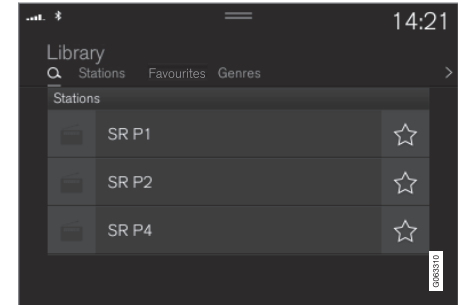 14:21
Library
Stations Favourites Genres
Stations
SR P1
SR P2
SR P4
G063310